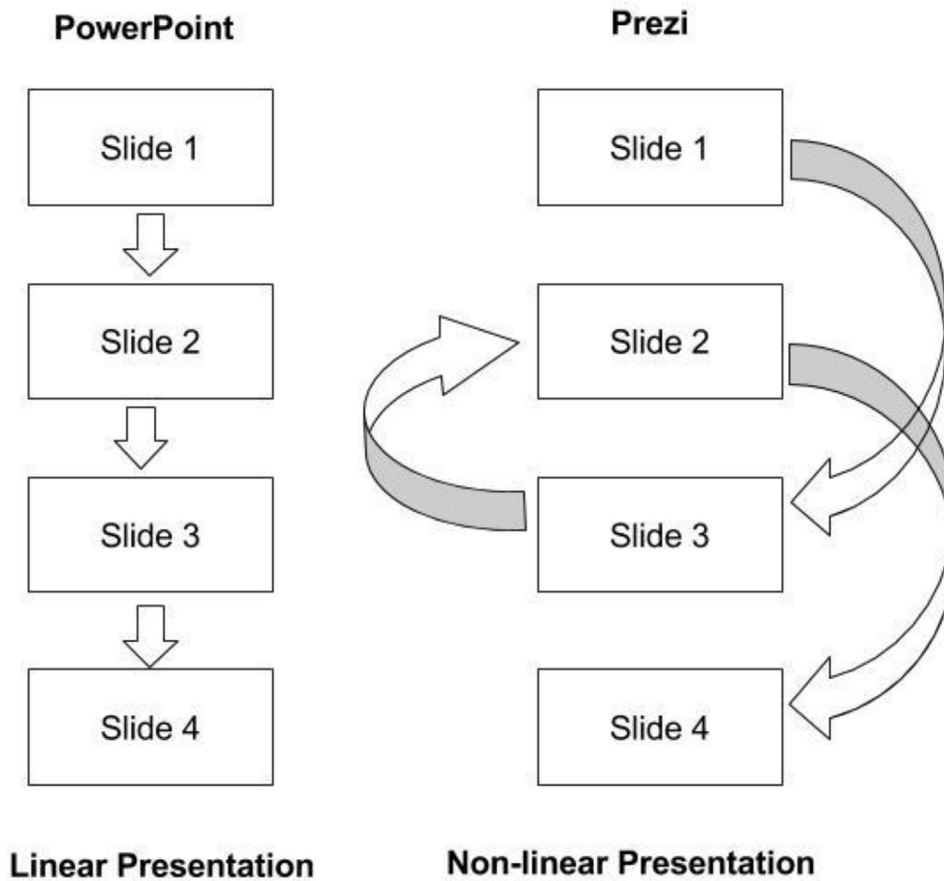 PowerPoint
Slide 1
Slide 2
Slide 3
Slide 4
Linear Presentation
Prezi
Slide 1
Slide 2
Slide 3
Slide 4
Non-linear Presentation